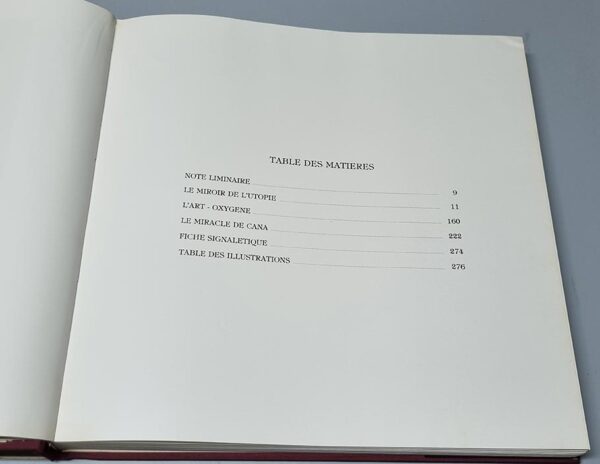 TABLE DES MATIERES
NOTE LIMINAIRE 9
LE MIROIR DE L'UTOPIE 11
L'ART - OXYGENE 160
LE MIRACLE DE CANA 222
FICHE SIGNALETIQUE 274
TABLE DES ILLUSTRATIONS 276